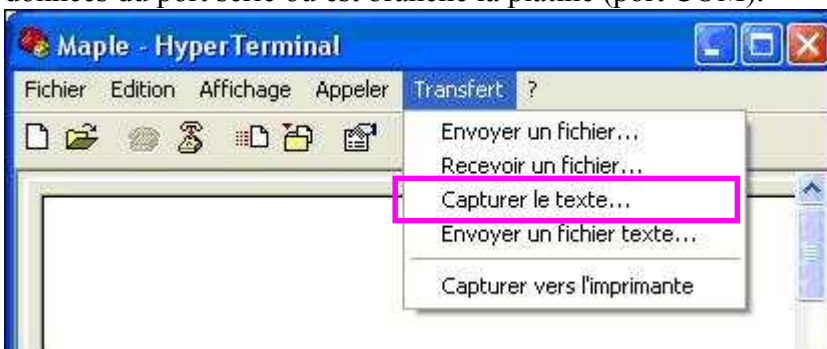 données du port série où est branché la platine (port COM).
Maple - HyperTerminal
Fichier Edition Affichage Appeler Transfert ?
Envoyer un fichier...
Recevoir un fichier...
Capturer le texte...
Envoyer un fichier texte...
Capturer vers l'imprimante